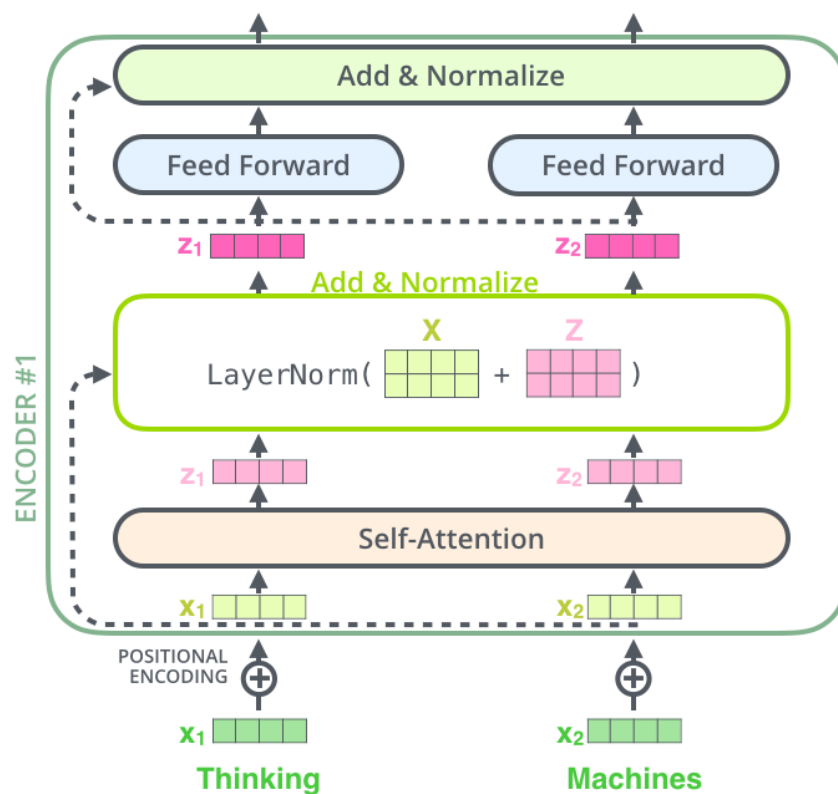 Add & Normalize
Feed Forward
Feed Forward
z1
z2
Add & Normalize
X
Z
LayerNorm( + )
ENCODER #1
z1
z2
Self-Attention
x1
x2
POSITIONAL
ENCODING
x1
x2
Thinking
Machines